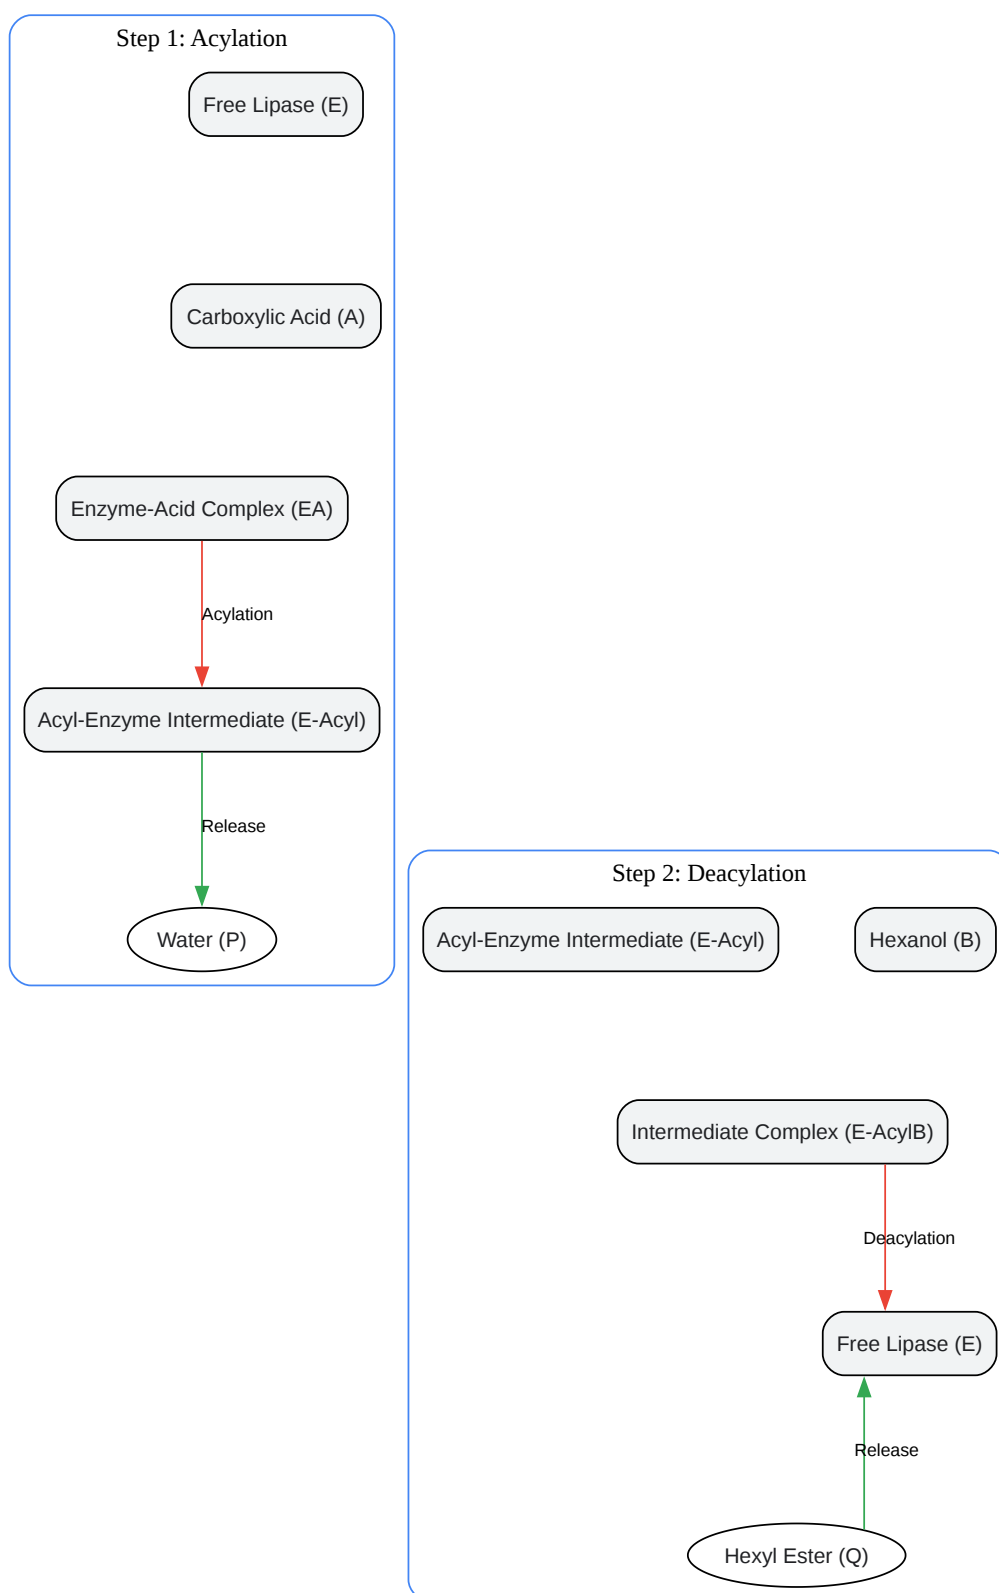 Step 1: Acylation
Free Lipase (E)
Carboxylic Acid (A)
Enzyme-Acid Complex (EA)
Acylation
Acyl-Enzyme Intermediate (E-Acyl)
Release
Water (P)
Step 2: Deacylation
Acyl-Enzyme Intermediate (E-Acyl)
Hexanol (B)
Intermediate Complex (E-AcylB)
Deacylation
Free Lipase (E)
Release
Hexyl Ester (Q)